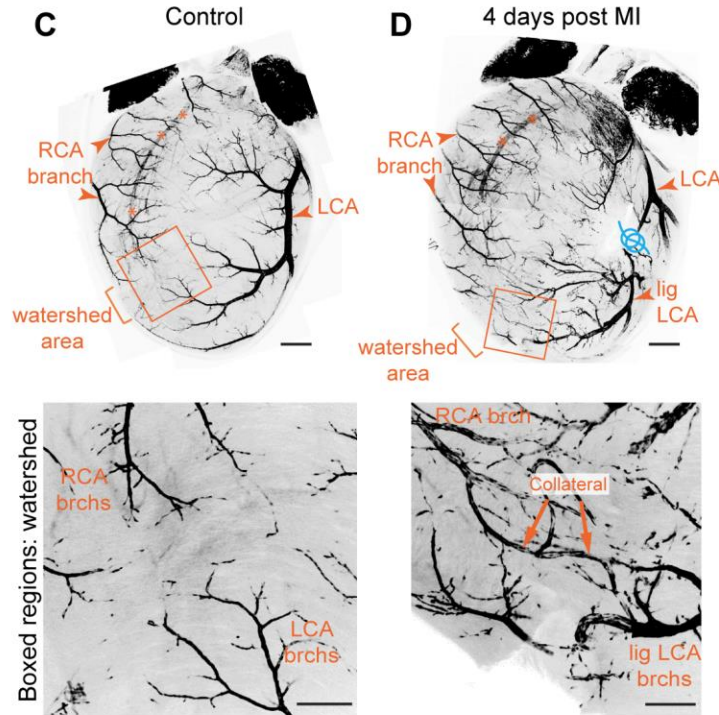 C
Control
RCA
branch
LCA
watershed
area
D
4 days post MI
RCA
branch
LCA
lig
LCA
watershed
area
Boxed regions: watershed
RCA
brchs
LCA
brchs
RCA brch
Collateral
lig LCA
brchs